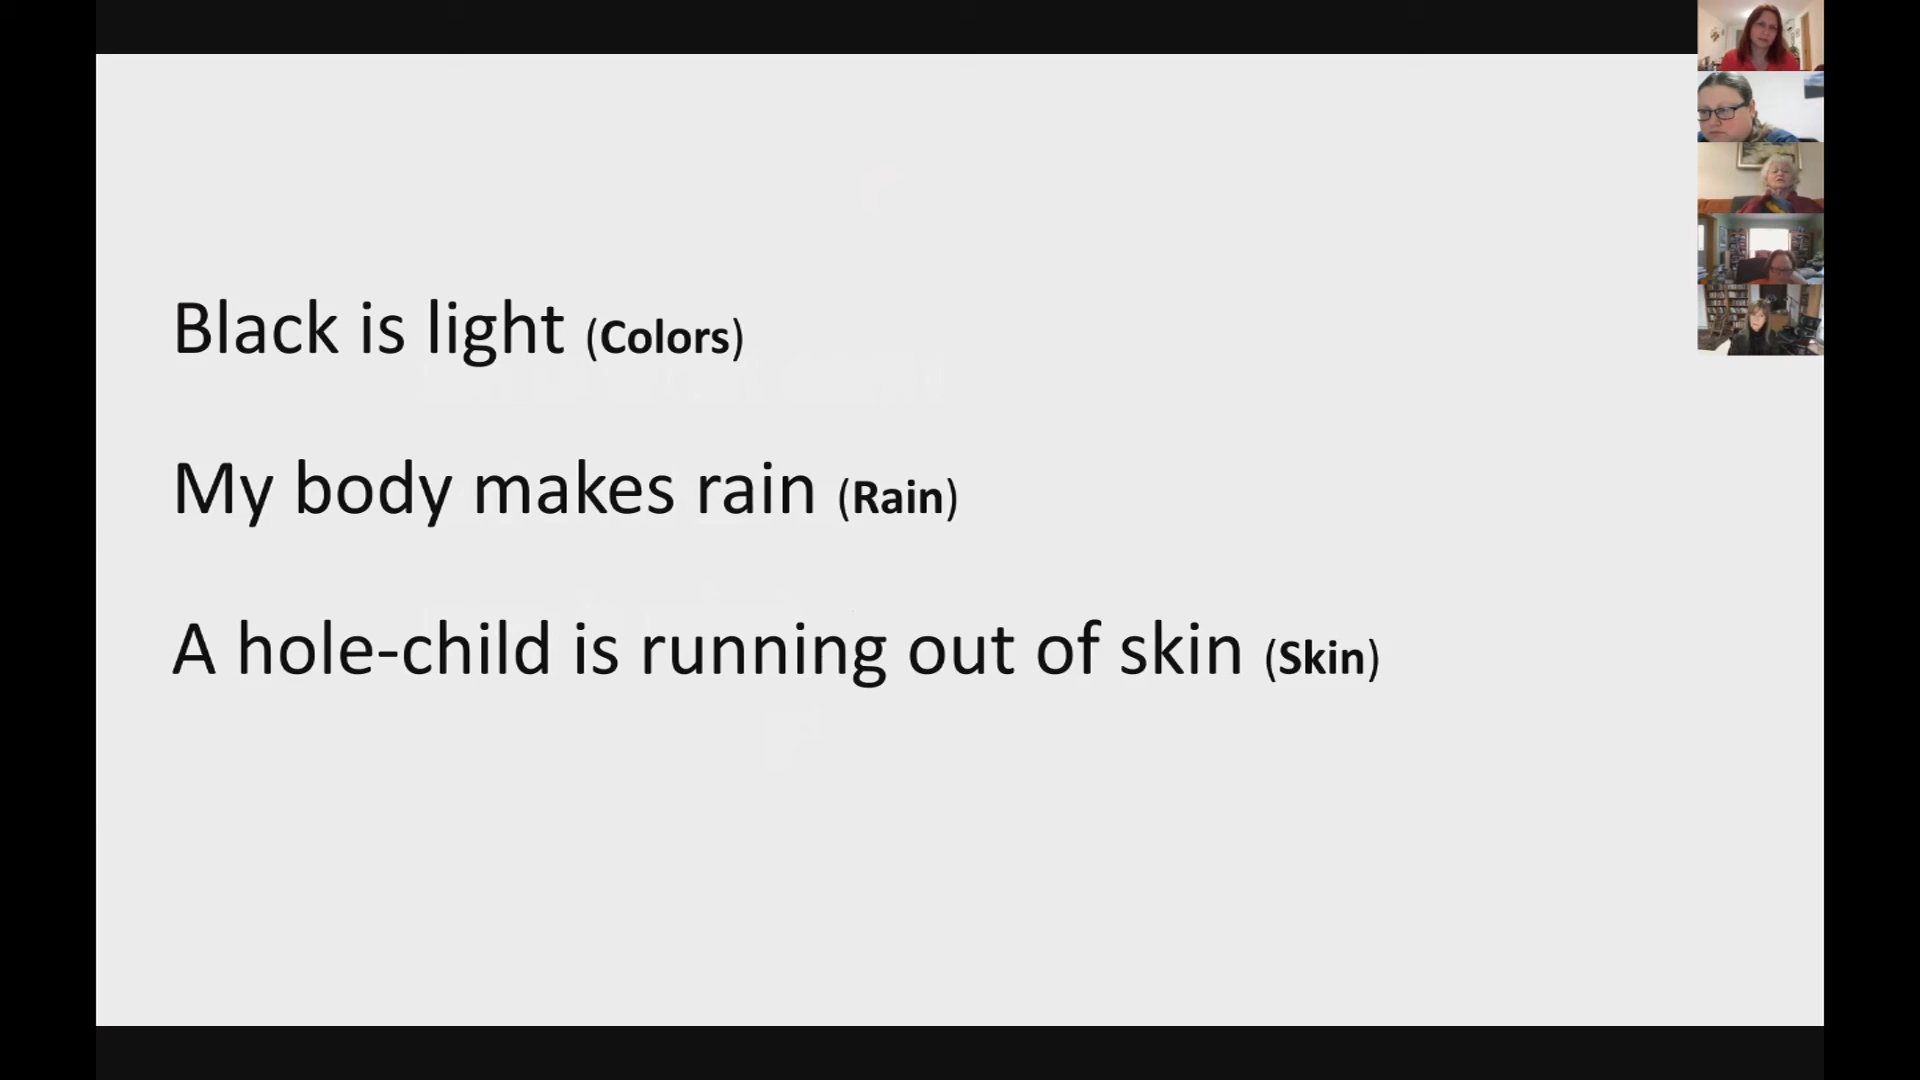 Black is light (Colors)
My body makes rain (Rain)
A hole-child is running out of skin (Skin)